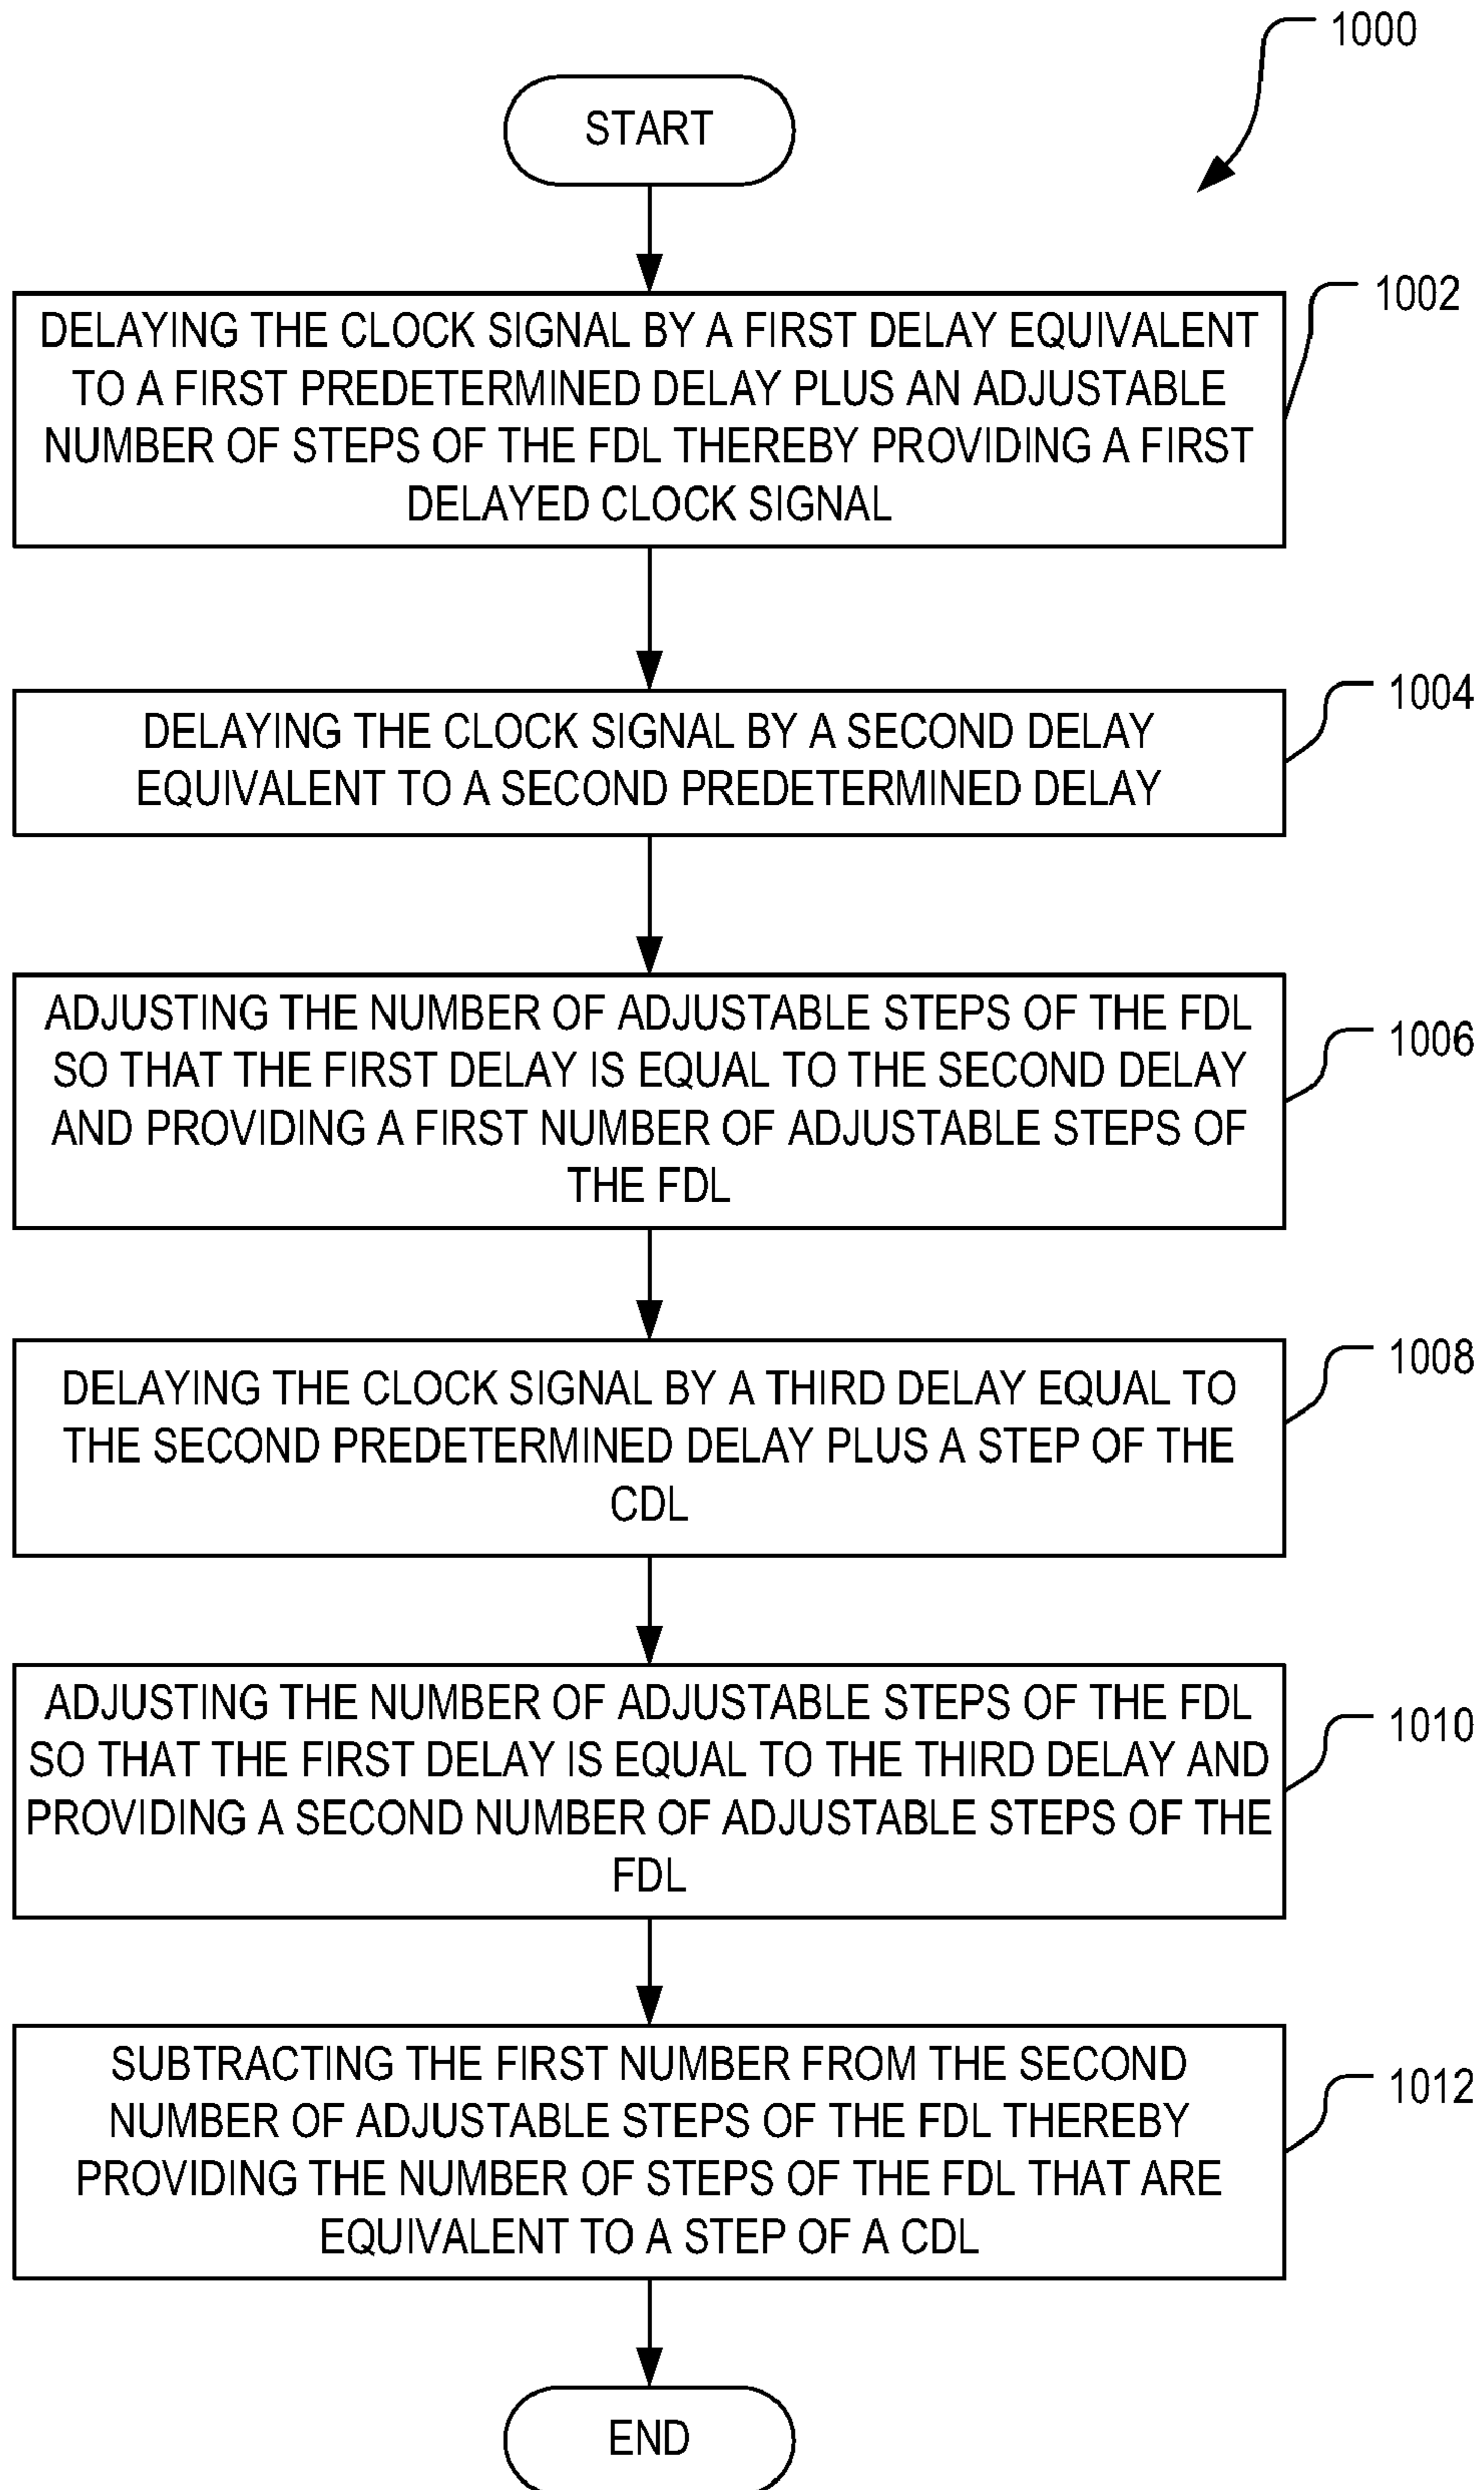 1000
START
1002
DELAYING THE CLOCK SIGNAL BY A FIRST DELAY EQUIVALENT
TO A FIRST PREDETERMINED DELAY PLUS AN ADJUSTABLE
NUMBER OF STEPS OF THE FDL THEREBY PROVIDING A FIRST
DELAYED CLOCK SIGNAL
1004
DELAYING THE CLOCK SIGNAL BY A SECOND DELAY
EQUIVALENT TO A SECOND PREDETERMINED DELAY
1006
ADJUSTING THE NUMBER OF ADJUSTABLE STEPS OF THE FDL
SO THAT THE FIRST DELAY IS EQUAL TO THE SECOND DELAY
AND PROVIDING A FIRST NUMBER OF ADJUSTABLE STEPS OF
THE FDL
1008
DELAYING THE CLOCK SIGNAL BY A THIRD DELAY EQUAL TO
THE SECOND PREDETERMINED DELAY PLUS A STEP OF THE
CDL
1010
ADJUSTING THE NUMBER OF ADJUSTABLE STEPS OF THE FDL
SO THAT THE FIRST DELAY IS EQUAL TO THE THIRD DELAY AND
PROVIDING A SECOND NUMBER OF ADJUSTABLE STEPS OF THE
FDL
1012
SUBTRACTING THE FIRST NUMBER FROM THE SECOND
NUMBER OF ADJUSTABLE STEPS OF THE FDL THEREBY
PROVIDING THE NUMBER OF STEPS OF THE FDL THAT ARE
EQUIVALENT TO A STEP OF A CDL
END